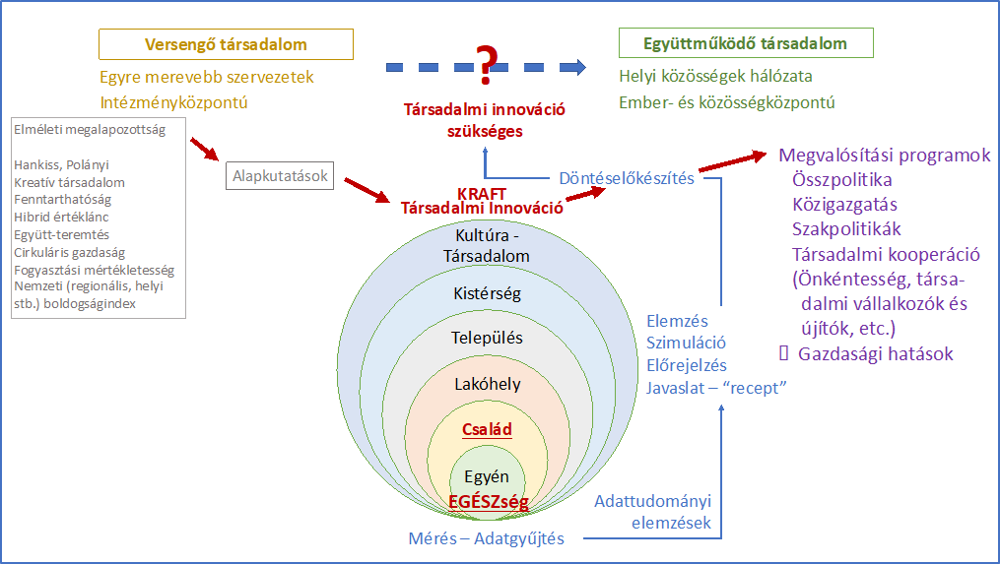 Versengő társadalom
Egyre merevebb szervezetek
Intézményközpontú
?
Társadalmi innováció
szükséges
Együttműködő társadalom
Helyi közösségek hálózata
Ember- és közösségközpontú
Elméleti megalapozottság
Hankiss, Polányi
Kreatív társadalom
Fenntarthatóság
Hibrid értéklánc
Együtt-teremtés
Cirkuláris gazdaság
Fogyasztási mértékletesség
Nemzeti (regionális, helyi
stb.) boldogságindex
Alapkutatások
KRAFT
Társadalmi Innováció
Kultúra -
Társadalom
Kistérség
Település
Lakóhely
Család
Egyén
EGÉSZség
Mérés – Adatgyűjtés
Adattudományi
elemzések
Elemzés
Szimuláció
Előrejelzés
Javaslat – “recept”
Döntéselőkészítés
Megvalósítási programok
Összpolitika
Közigazgatás
Szakpolitikák
Társadalmi kooperáció
(Önkéntesség, társa-
dalmi vállalkozók és
újítók, etc.)
Gazdasági hatások